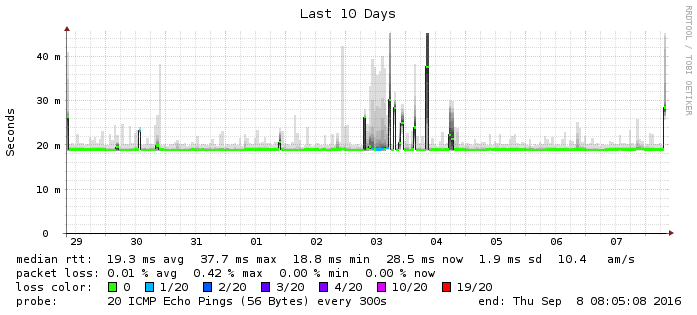 Last 10 Days
RRDTOOL / TOBI OETIKER
Seconds
40 m
30 m
20 m
10 m
0
29 30 31 01 02 03 04 05 06 07
median rtt: 19.3 ms avg 37.7 ms max 18.8 ms min 28.5 ms now 1.9 ms sd 10.4 am/s
packet loss: 0.01 % avg 0.42 % max 0.00 % min 0.00 % now
loss color: 0 1/20 2/20 3/20 4/20 10/20 19/20
probe: 20 ICMP Echo Pings (56 Bytes) every 300s end: Thu Sep 8 08:05:08 2016